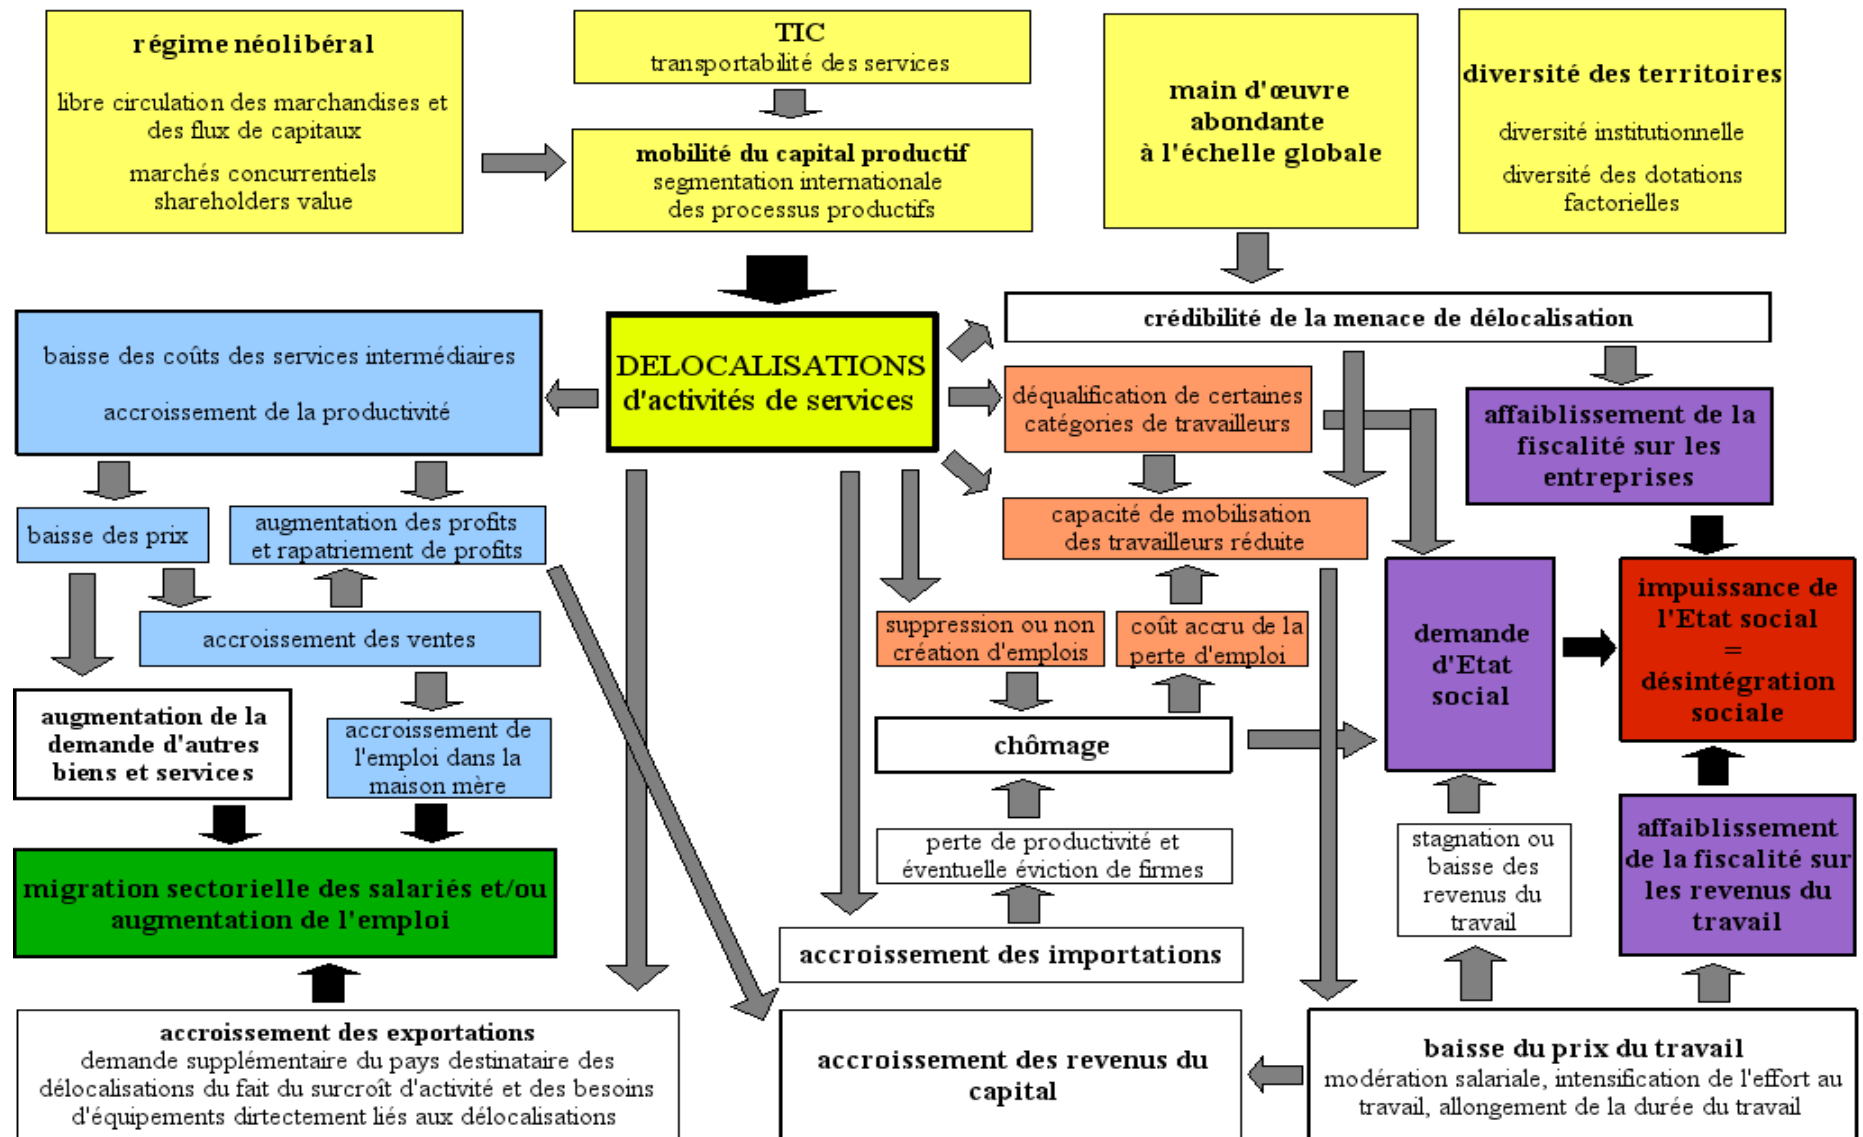 régime néolibéral
libre circulation des marchandises et
des flux de capitaux
marchés concurrentiels
shareholders value
TIC
transportabilité des services
mobilité du capital productif
segmentation internationale
des processus productifs
main d'œuvre
abondante
à l'échelle globale
diversité des territoires
diversité institutionnelle
diversité des dotations
factorielles
crédibilité de la menace de délocalisation
baisse des coûts des services intermédiaires
accroissement de la productivité
DELOCALISATIONS
d'activités de services
déqualification de certaines
catégories de travailleurs
affaiblissement de la
fiscalité sur les
entreprises
baisse des prix
augmentation des profits
et rapatriement de profits
capacité de mobilisation
des travailleurs réduite
accroissement des ventes
suppression ou non
création d'emplois
coût accru de la
perte d'emploi
demande
d'Etat
social
impuissance de
l'Etat social
=
désintégration
sociale
augmentation de la
demande d'autres
biens et services
accroissement de
l'emploi dans la
maison mère
chômage
perte de productivité et
éventuelle éviction de firmes
stagnation ou
baisse des
revenus du
travail
affaiblissement
de la fiscalité sur
les revenus du
travail
migration sectorielle des salariés et/ou
augmentation de l'emploi
accroissement des importations
accroissement des exportations
demande supplémentaire du pays destinataire des
délocalisations du fait du surcroît d'activité et des besoins
d'équipements dirtectement liés aux délocalisations
accroissement des revenus du
capital
baisse du prix du travail
modération salariale, intensification de l'effort au
travail, allongement de la durée du travail